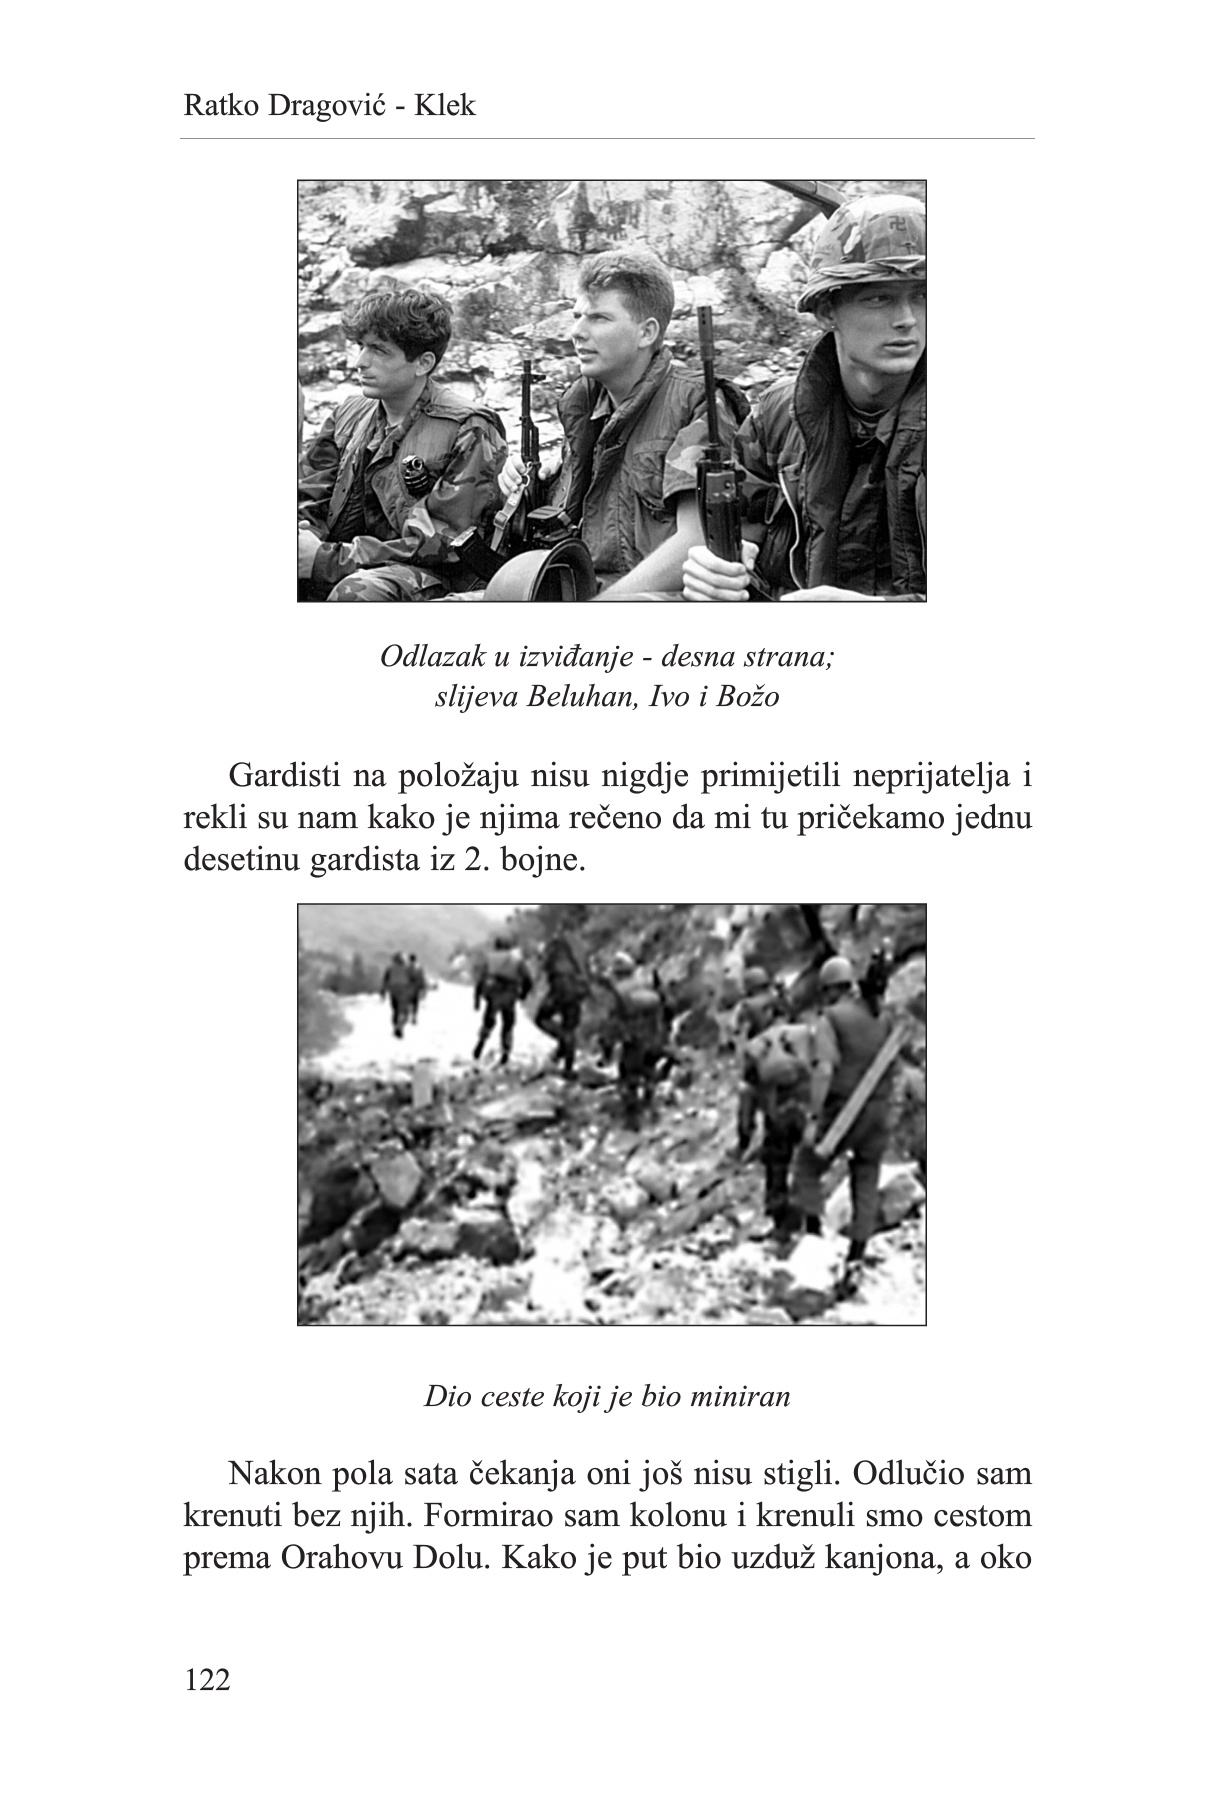 Ratko Dragović - Klek
Odlazak u izviđanje - desna strana;
slijeva Beluhan, Ivo i Božo
Gardisti na položaju nisu nigdje primijetili neprijatelja i
rekli su nam kako je njima rečeno da mi tu pričekamo jednu
desetinu gardista iz 2. bojne.
Dio ceste koji je bio miniran
Nakon pola sata čekanja oni još nisu stigli. Odlučio sam
krenuti bez njih. Formirao sam kolonu i krenuli smo cestom
prema Orahovu Dolu. Kako je put bio uzduž kanjona, a oko
122